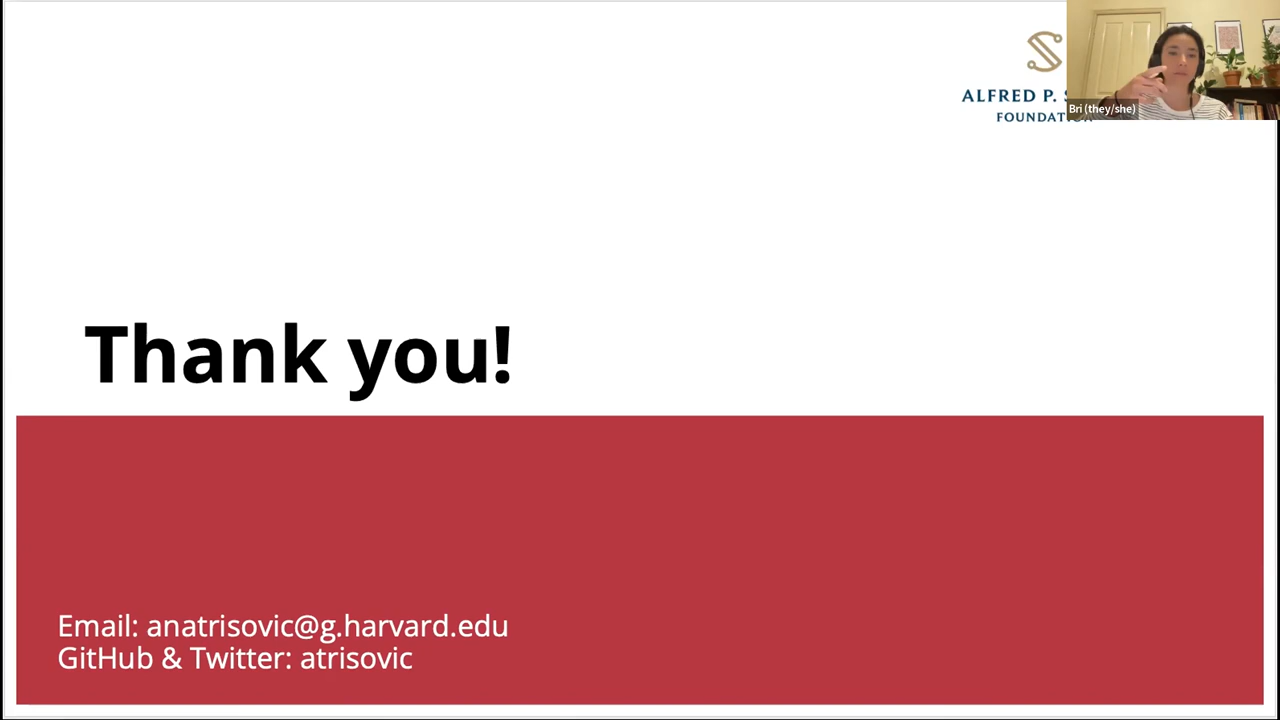 ALFRED P. S
FOUNDATION
Bri (they/she)
Thank you!
Email: anatrisovic@g.harvard.edu
GitHub & Twitter: atrisovic